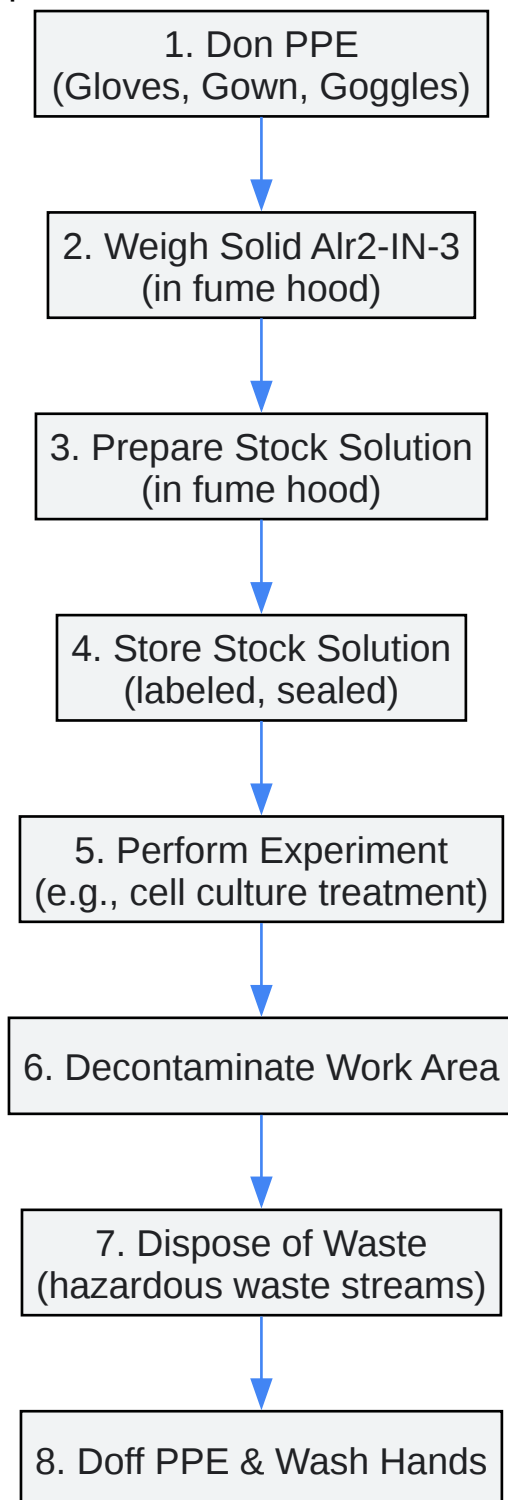 1. Don PPE
(Gloves, Gown, Goggles)
2. Weigh Solid Alr2-IN-3
(in fume hood)
3. Prepare Stock Solution
(in fume hood)
4. Store Stock Solution
(labeled, sealed)
5. Perform Experiment
(e.g., cell culture treatment)
6. Decontaminate Work Area
7. Dispose of Waste
(hazardous waste streams)
8. Doff PPE & Wash Hands